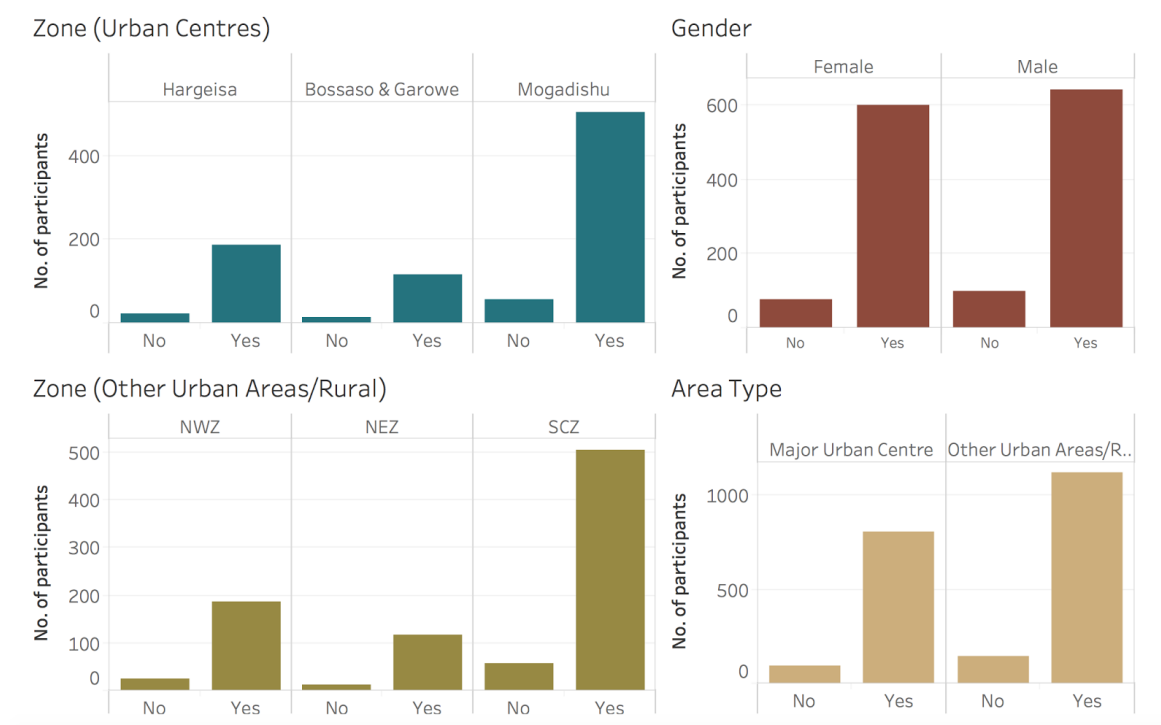 Zone (Urban Centres)
Hargeisa Bossaso & Garowe Mogadishu
No. of participants
400
200
0
No Yes No Yes No Yes
Gender
Female Male
No. of participants
600
400
200
0
No Yes No Yes
Zone (Other Urban Areas/Rural)
NWZ NEZ SCZ
No. of participants
500
400
300
200
100
0
No Yes No Yes No Yes
Area Type
Major Urban Centre Other Urban Areas/R..
No. of participants
1000
500
0
No Yes No Yes